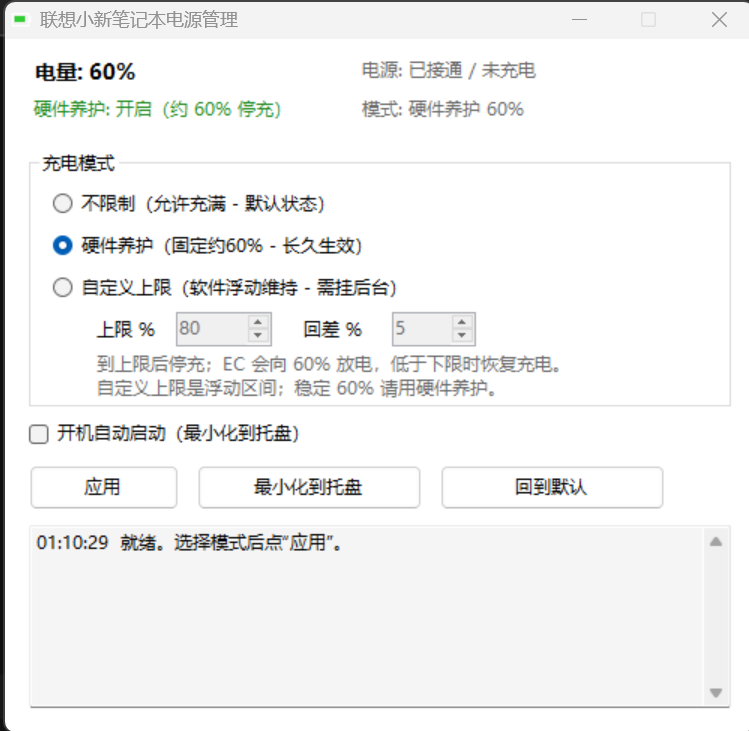 联想小新笔记本电源管理
电量: 60%
电源: 已接通 / 未充电
硬件养护: 开启（约 60% 停充）
模式: 硬件养护 60%
充电模式
不限制（允许充满 - 默认状态）
硬件养护（固定约60% - 长久生效）
自定义上限（软件浮动维持 - 需挂后台）
上限 % 80 回差 % 5
到上限后停充；EC 会向 60% 放电，低于下限时恢复充电。
自定义上限是浮动区间；稳定 60% 请用硬件养护。
开机自动启动（最小化到托盘）
应用 最小化到托盘 回到默认
01:10:29 就绪。选择模式后点“应用”。